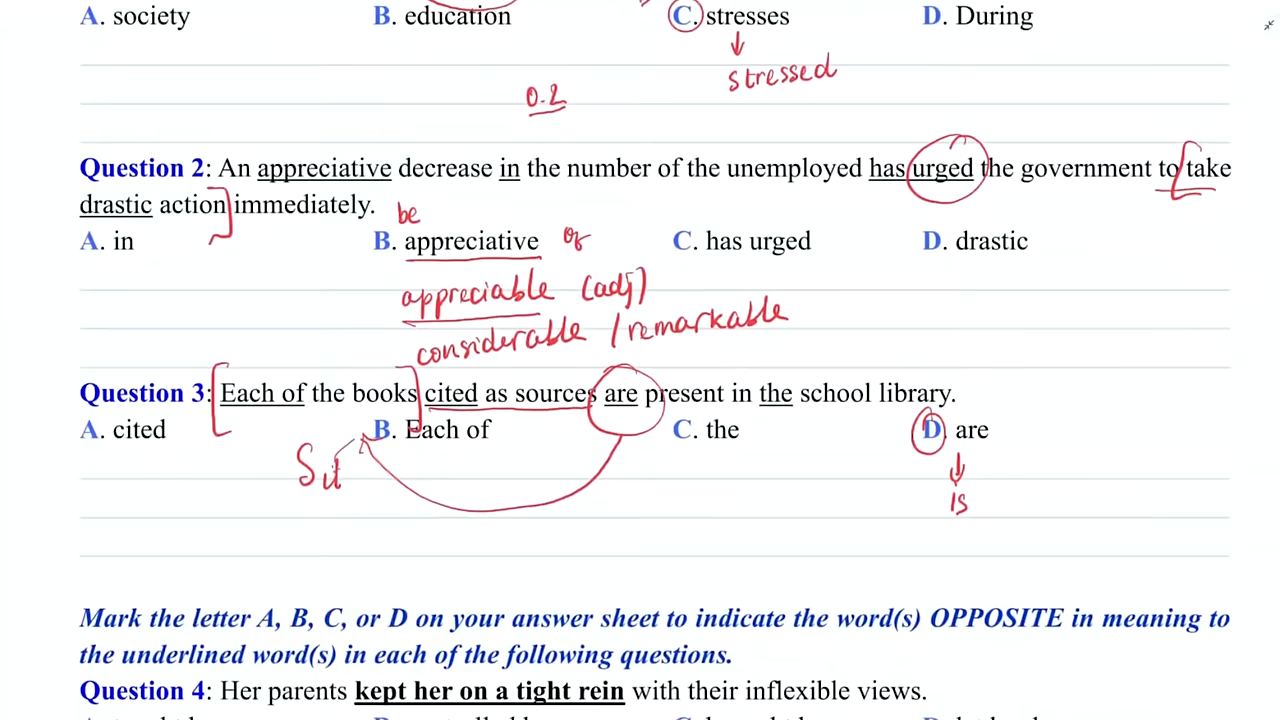 A. society B. education C. stresses D. During
stressed
0.2
Question 2: An appreciative decrease in the number of the unemployed has urged the government to take
drastic action immediately.
be
A. in B. appreciative of C. has urged D. drastic
appreciable (adj)
considerable / remarkable
Question 3: Each of the books cited as sources are present in the school library.
A. cited B. Each of C. the D. are
Sít
is
Mark the letter A, B, C, or D on your answer sheet to indicate the word(s) OPPOSITE in meaning to
the underlined word(s) in each of the following questions.
Question 4: Her parents kept her on a tight rein with their inflexible views.